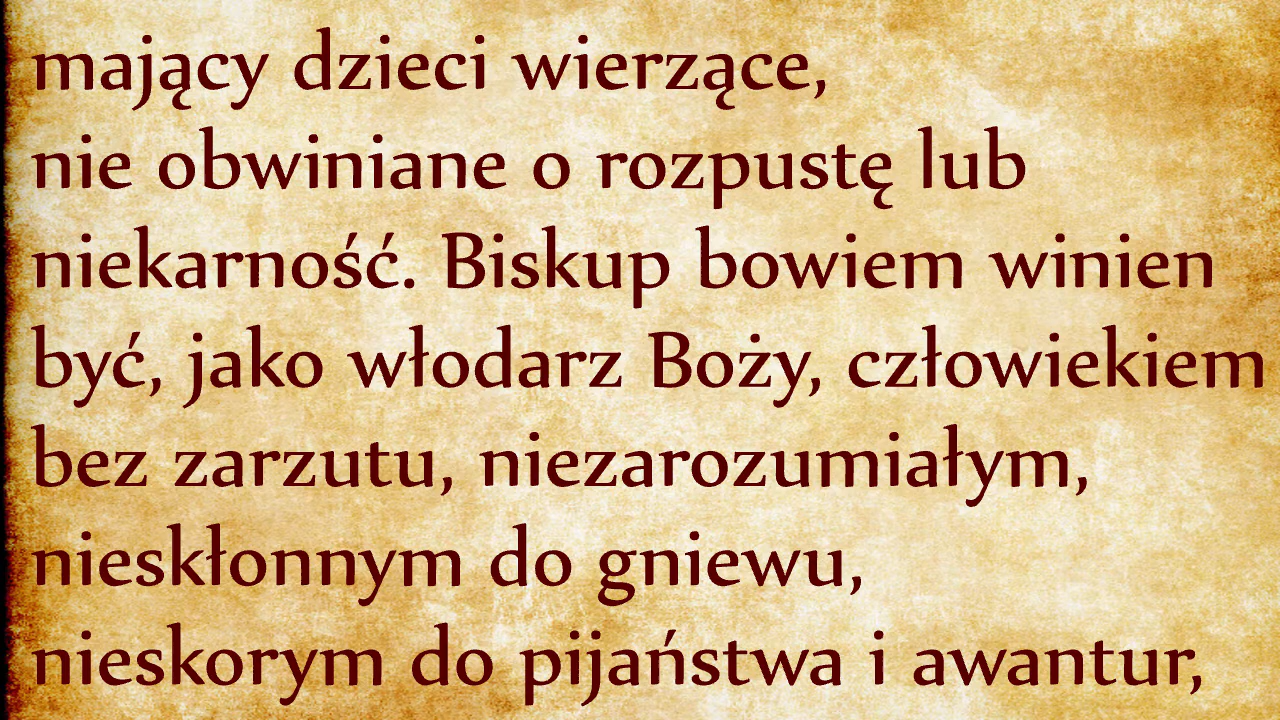 mający dzieci wierzące,
nie obwiniane o rozpustę lub
niekarność. Biskup bowiem winien
być, jako włodarz Boży, człowiekiem
bez zarzutu, niezarozumiałym,
nieskłonnym do gniewu,
nieskorym do pijaństwa i awantur,